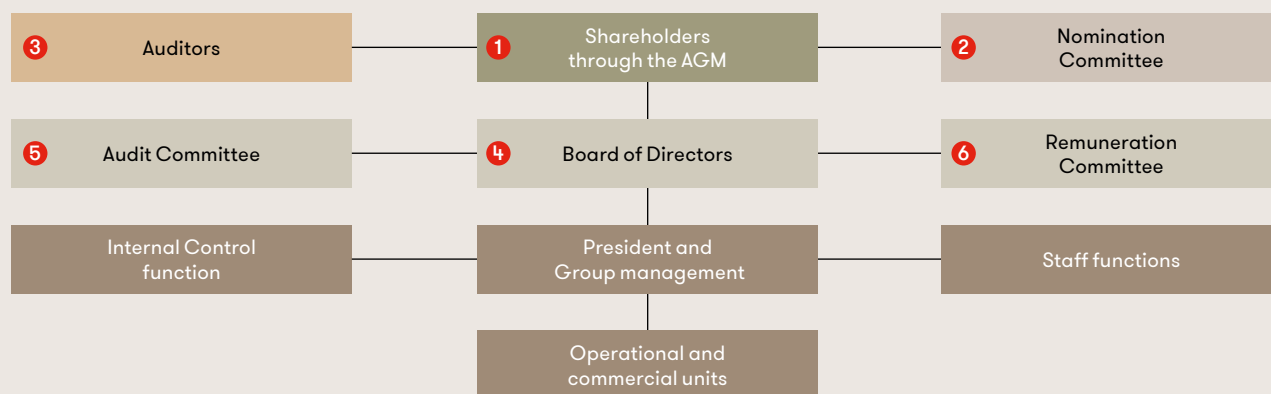 3 Auditors
1 Shareholders
through the AGM
2 Nomination
Committee
5 Audit Committee
4 Board of Directors
6 Remuneration
Committee
Internal Control
function
President and
Group management
Staff functions
Operational and
commercial units